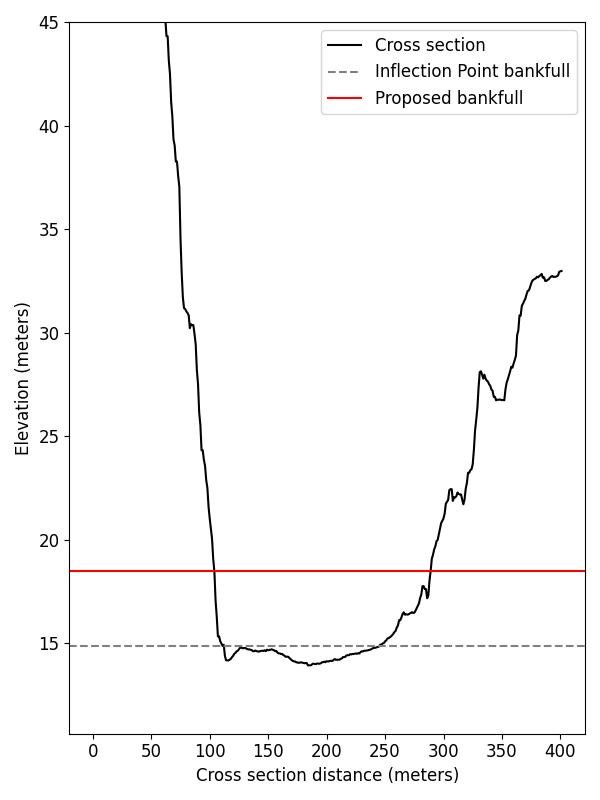 Cross section
Inflection Point bankfull
Proposed bankfull
45
40
35
30
25
20
15
Elevation (meters)
0 50 100 150 200 250 300 350 400
Cross section distance (meters)